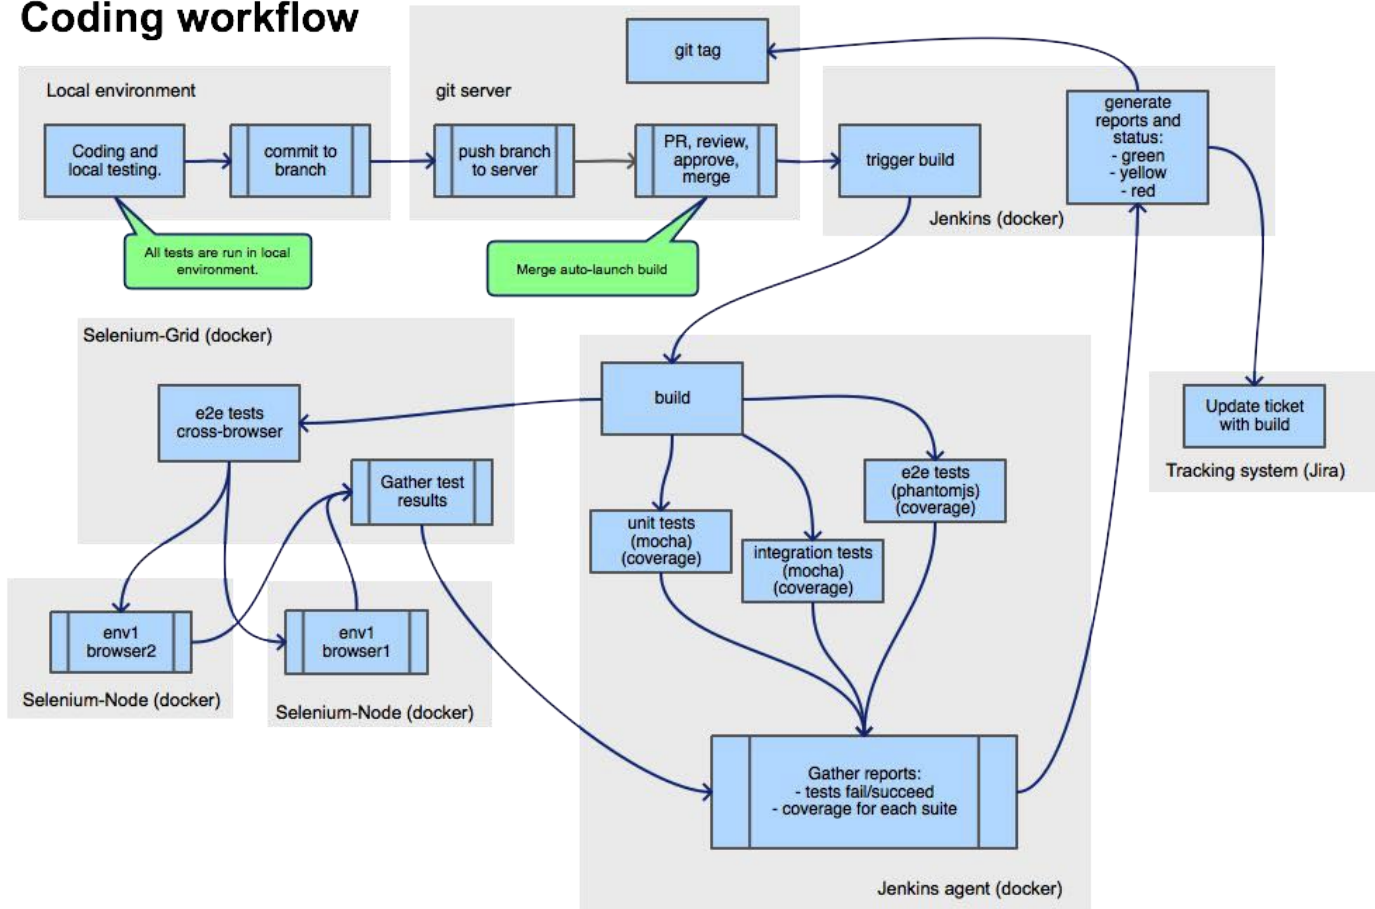 Coding workflow
Local environment
Coding and
local testing.
commit to
branch
All tests are run in local
environment.
git server
git tag
push branch
to server
PR, review,
approve,
merge
Merge auto-launch build
trigger build
generate
reports and
status:
- green
- yellow
- red
Jenkins (docker)
Selenium-Grid (docker)
e2e tests
cross-browser
Gather test
results
env1
browser2
Selenium-Node (docker)
env1
browser1
Selenium-Node (docker)
build
unit tests
(mocha)
(coverage)
integration tests
(mocha)
(coverage)
e2e tests
(phantomjs)
(coverage)
Gather reports:
- tests fail/succeed
- coverage for each suite
Jenkins agent (docker)
Update ticket
with build
Tracking system (Jira)